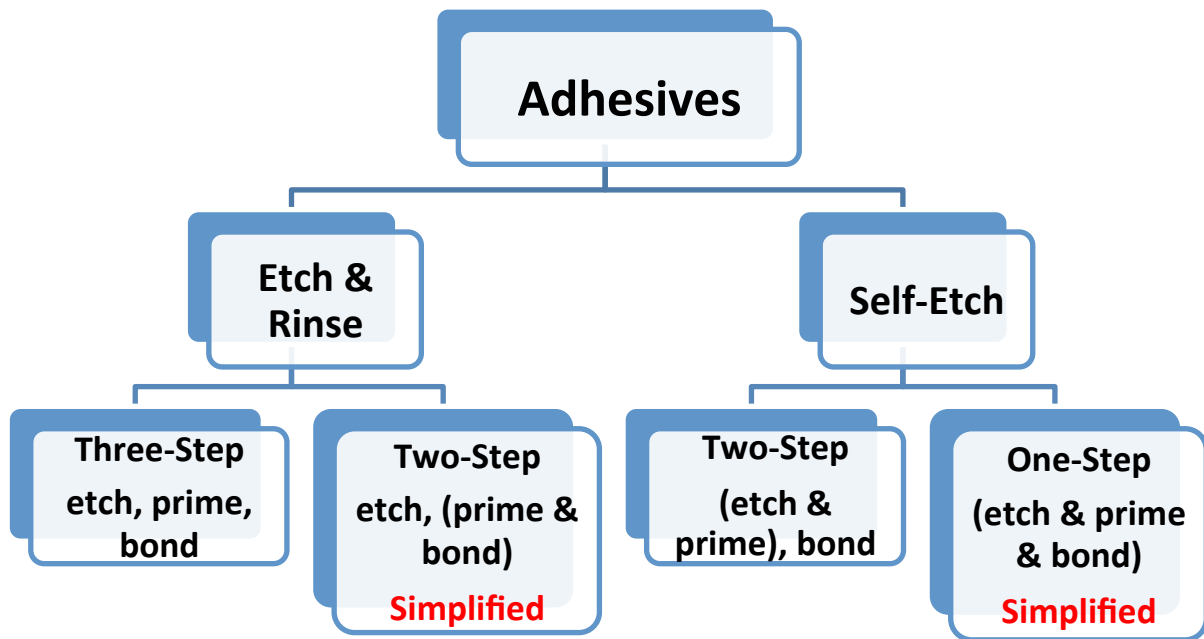 Adhesives
Etch &
Rinse
Self-Etch
Three-Step
etch, prime,
bond
Two-Step
etch, (prime &
bond)
Simplified
Two-Step
(etch &
prime), bond
One-Step
(etch & prime
& bond)
Simplified